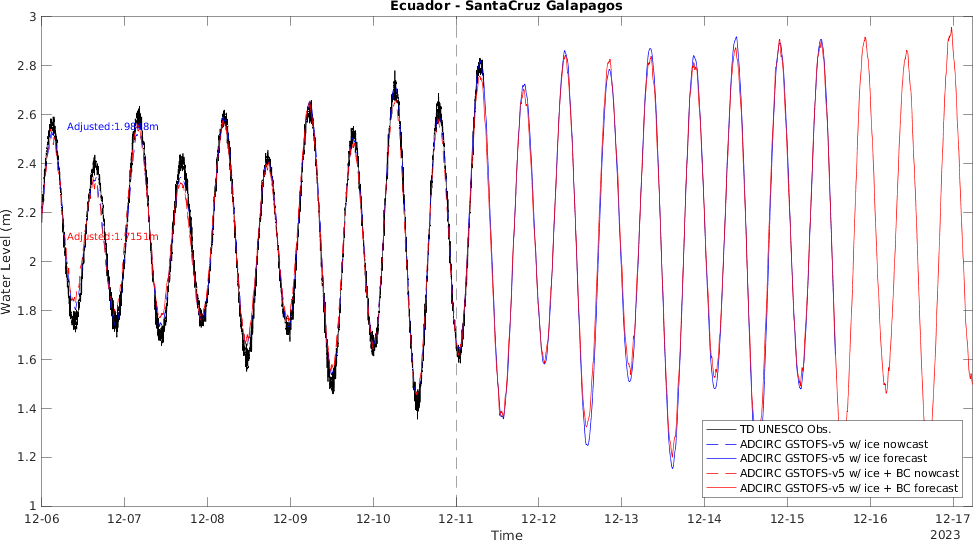 Ecuador - SantaCruz Galapagos
3
2.8
2.6
2.4
2.2
2
1.8
1.6
1.4
1.2
1
Water Level (m)
Adjusted:
Adjusted:
TD UNESCO Obs.
ADCIRC GSTOFS-v5 w/ ice nowcast
ADCIRC GSTOFS-v5 w/ ice forecast
ADCIRC GSTOFS-v5 w/ ice + BC nowcast
ADCIRC GSTOFS-v5 w/ ice + BC forecast
12-06 12-07 12-08 12-09 12-10 12-11 12-12 12-13 12-14 12-15 12-16 12-17
Time
2023